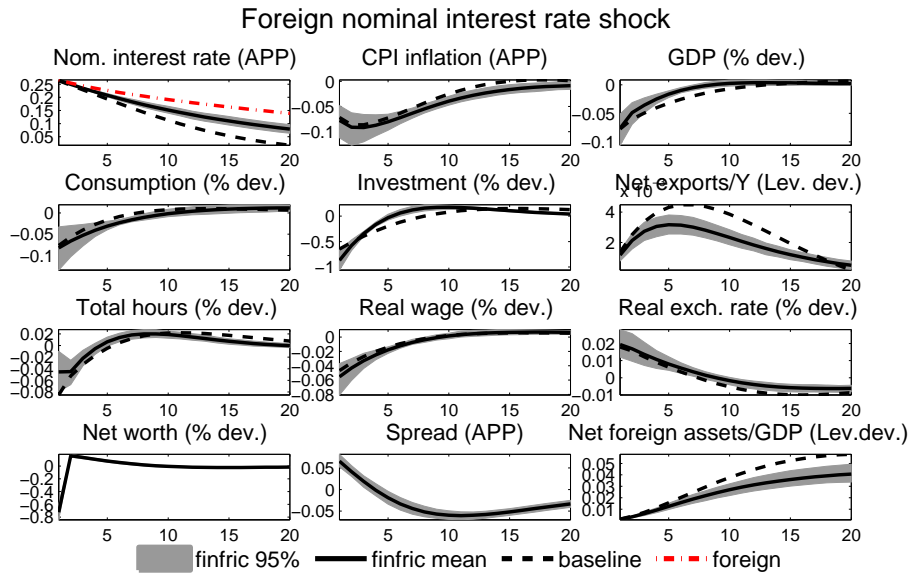 Foreign nominal interest rate shock
Nom. interest rate (APP) CPI inflation (APP) GDP (% dev.)
0.25
0.15
0.1
0.05
5 10 15 20
−0.05
−0.1
5 10 15 20
0
−0.05
−0.1
5 10 15 20
Consumption (% dev.) Investment (% dev.) Net exports/Y (Lev. dev.)
0
−0.05
−0.1
5 10 15 20
0
−0.5
−1
5 10 15 20
x 10
4
2
5 10 15 20
Total hours (% dev.) Real wage (% dev.) Real exch. rate (% dev.)
0.02
0
−0.02
−0.04
−0.06
−0.08
5 10 15 20
0
−0.02
−0.04
−0.06
−0.08
5 10 15 20
0.02
0.01
0
−0.01
5 10 15 20
Net worth (% dev.) Spread (APP) Net foreign assets/GDP (Lev.dev.)
0
−0.2
−0.4
−0.6
−0.8
5 10 15 20
0.05
0
−0.05
5 10 15 20
0.05
0.04
0.03
0.02
0.01
5 10 15 20
finfric 95% finfric mean baseline foreign